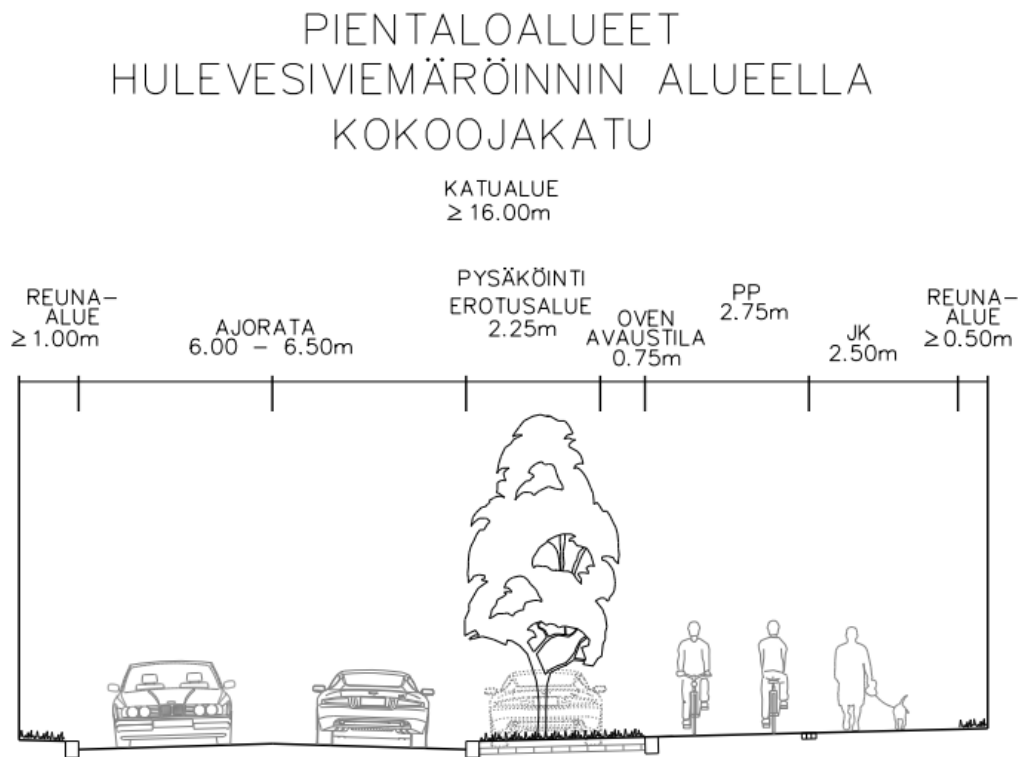 PIENTALOALUEET
HULEVESIVIEMÄRÖINNIN ALUEELLA
KOKOOJAKATU
KATUALUE
≥ 16.00m
REUNA-
ALUE
≥ 1.00m
AJORATA
6.00 - 6.50m
PYSÄKÖINTI
EROTUSALUE
2.25m
OVEN
AVAUSTILA
0.75m
PP
2.75m
JK
2.50m
REUNA-
ALUE
≥ 0.50m